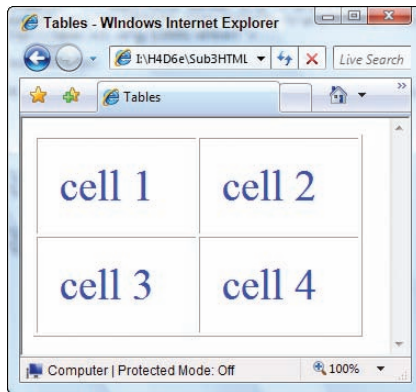 Tables - WIndows Internet Explorer
I:\H4D6e\Sub3HTML
Live Search
Tables
cell 1 cell 2
cell 3 cell 4
Computer | Protected Mode: Off
100%